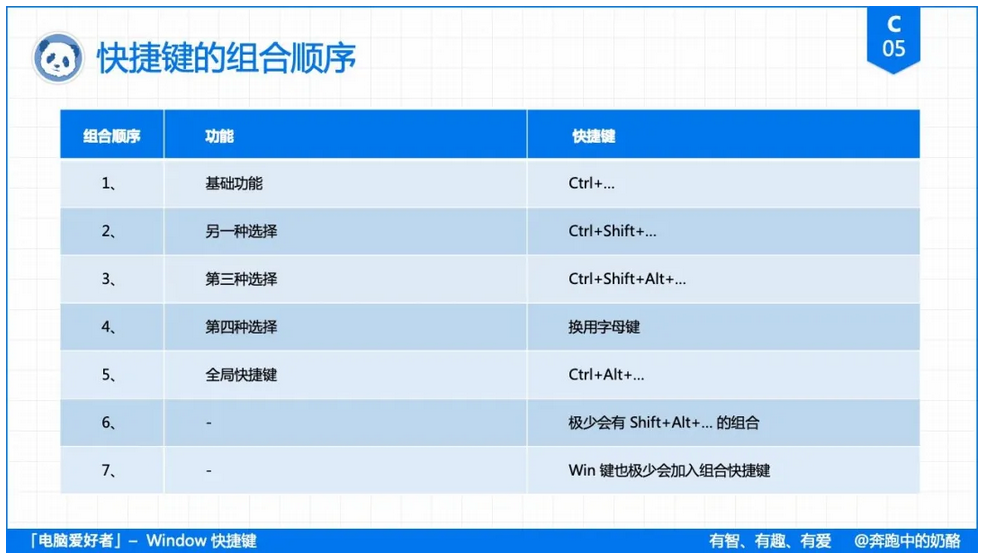 C
05
快捷键的组合顺序
组合顺序 功能 快捷键
1、 基础功能 Ctrl+...
2、 另一种选择 Ctrl+Shift+...
3、 第三种选择 Ctrl+Shift+Alt+...
4、 第四种选择 换用字母键
5、 全局快捷键 Ctrl+Alt+...
6、 - 极少会有 Shift+Alt+... 的组合
7、 - Win 键也极少会加入组合快捷键
「电脑爱好者」– Window 快捷键 有智、有趣、有爱 @奔跑中的奶酪